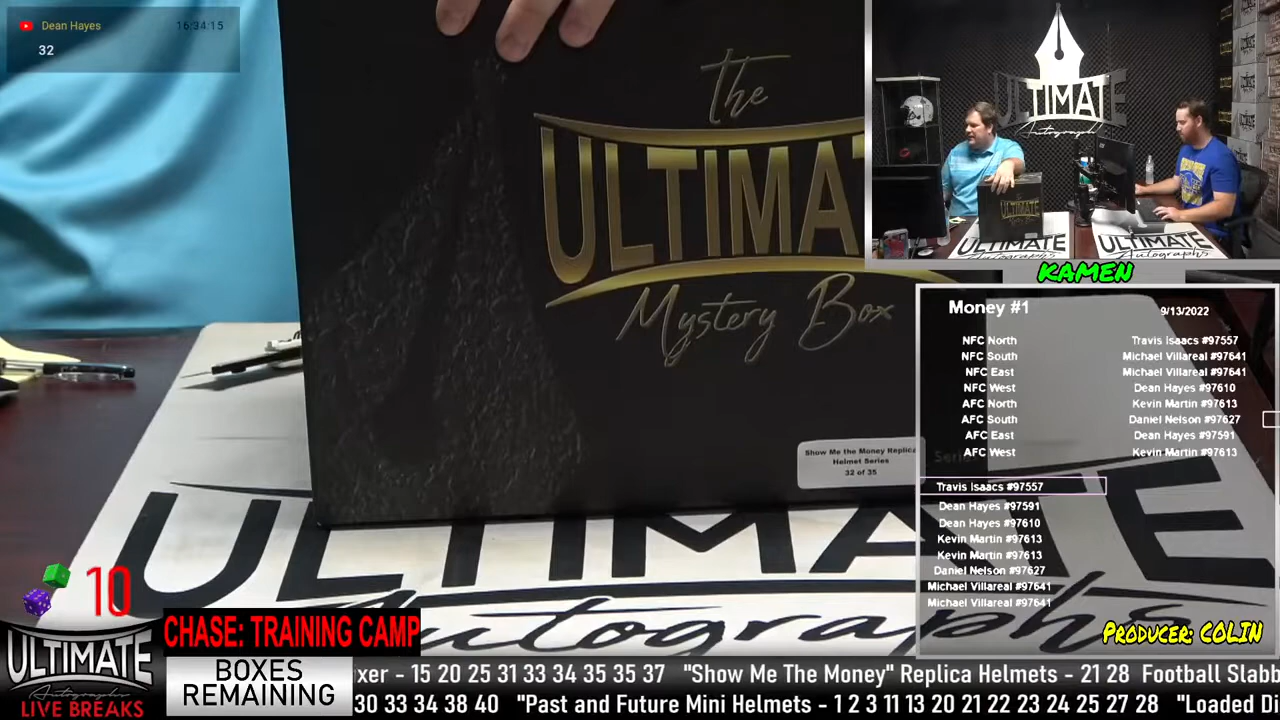 Dean Hayes 16:34:15
32
the
ULTIMA
Mystery Box
Show Me the Money Replica
Helmet Series
32 of 35
ULTIMATE
Autographs
ULTIMATE
ULTIMATE
Autographs
ULTIMATE
Autographs
KAMEN
Money #1 9/13/2022
NFC North Travis Isaacs #97557
NFC South Michael Villareal #97641
NFC East Michael Villareal #97641
NFC West Dean Hayes #97610
AFC North Kevin Martin #97613
AFC South Daniel Nelson #97627
AFC East Dean Hayes #97591
AFC West Kevin Martin #97613
Travis Isaacs #97557
Dean Hayes #97591
Dean Hayes #97610
Kevin Martin #97613
Kevin Martin #97613
Daniel Nelson #97627
Michael Villareal #97641
Michael Villareal #97641
ULTIMATE
Autographs
PRODUCER: COLIN
10
CHASE: TRAINING CAMP
ULTIMATE
Autographs
LIVE BREAKS
BOXES
REMAINING
xer - 15 20 25 31 33 34 35 35 37 "Show Me The Money" Replica Helmets - 21 28 Football Slabb
30 33 34 38 40 "Past and Future Mini Helmets - 1 2 3 11 13 20 21 22 23 24 25 27 28 "Loaded DI